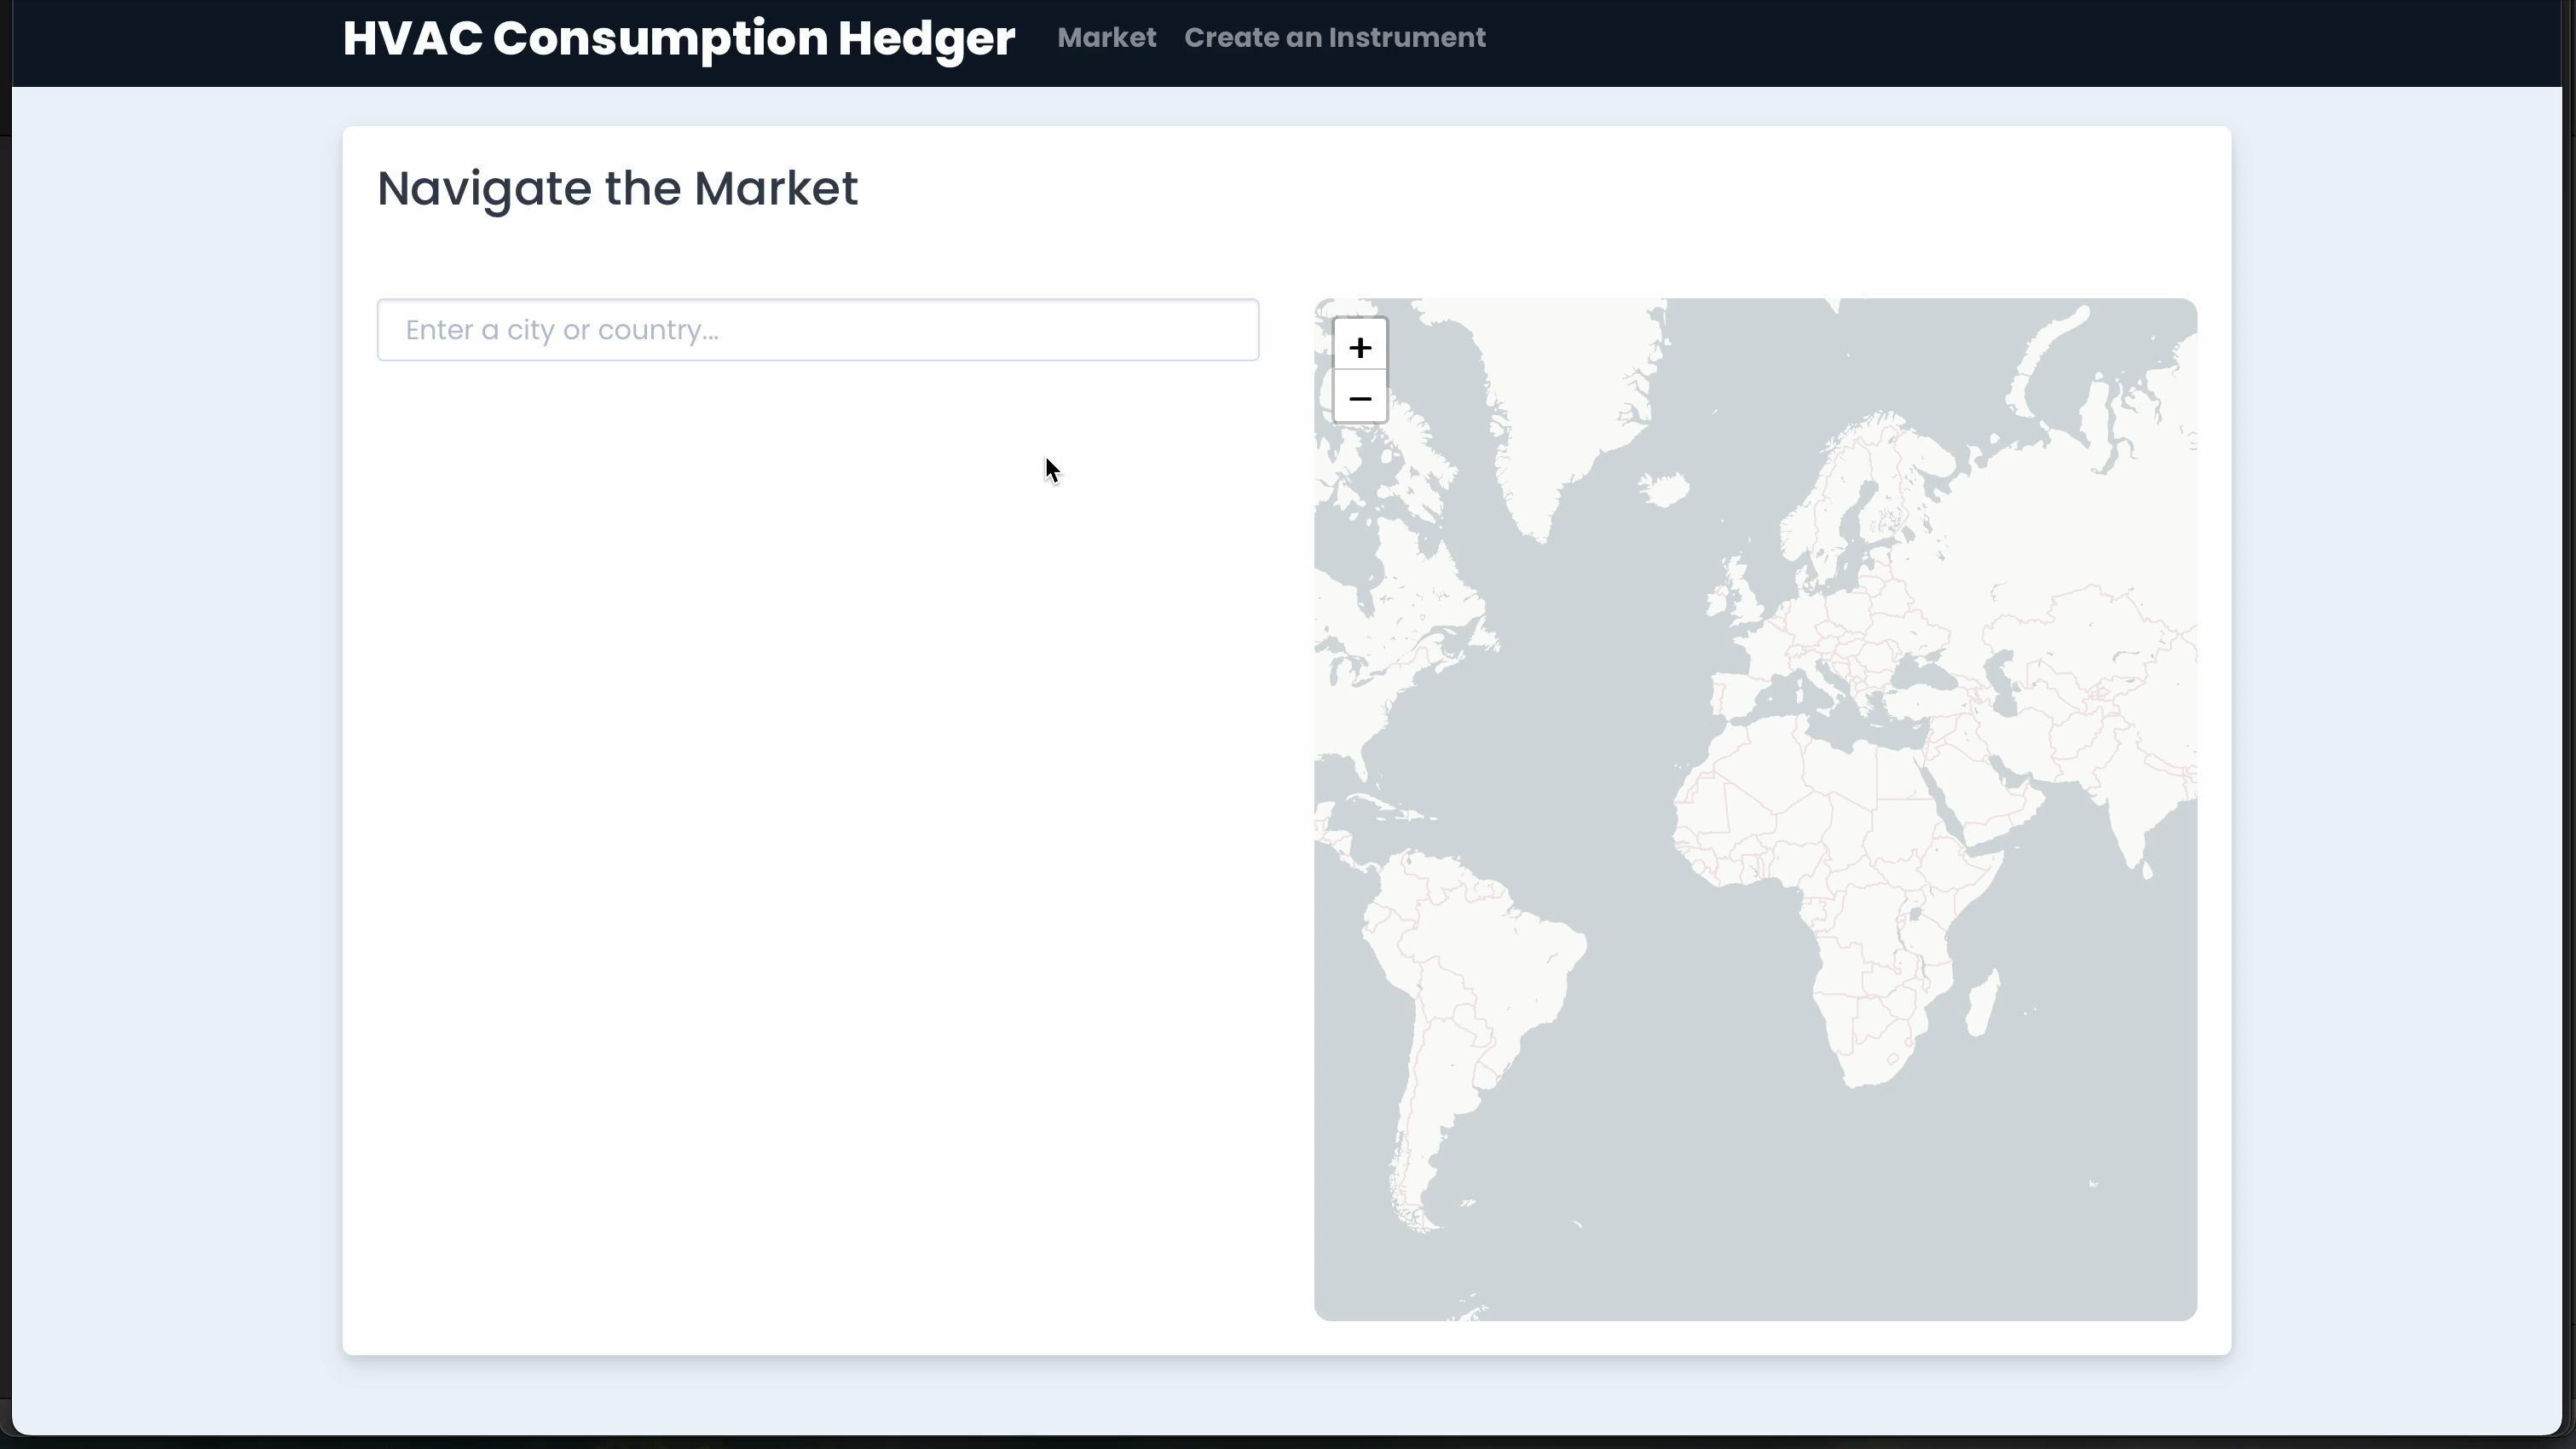 HVAC Consumption Hedger Market Create an Instrument
Navigate the Market
Enter a city or country...
+
−